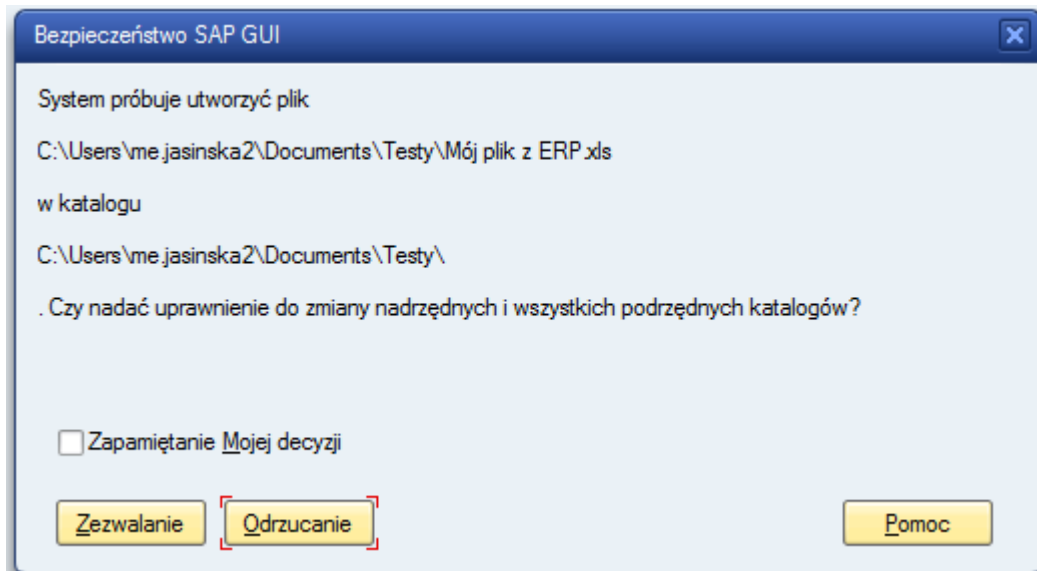 Bezpieczeństwo SAP GUI
System próbuje utworzyć plik
C:\Users\me.jasinska2\Documents\Testy\Mój plik z ERP.xls
w katalogu
C:\Users\me.jasinska2\Documents\Testy\
. Czy nadać uprawnienie do zmiany nadrzędnych i wszystkich podrzędnych katalogów?
Zapamiętanie Mojej decyzji
Zezwalanie Odrzucanie Pomoc